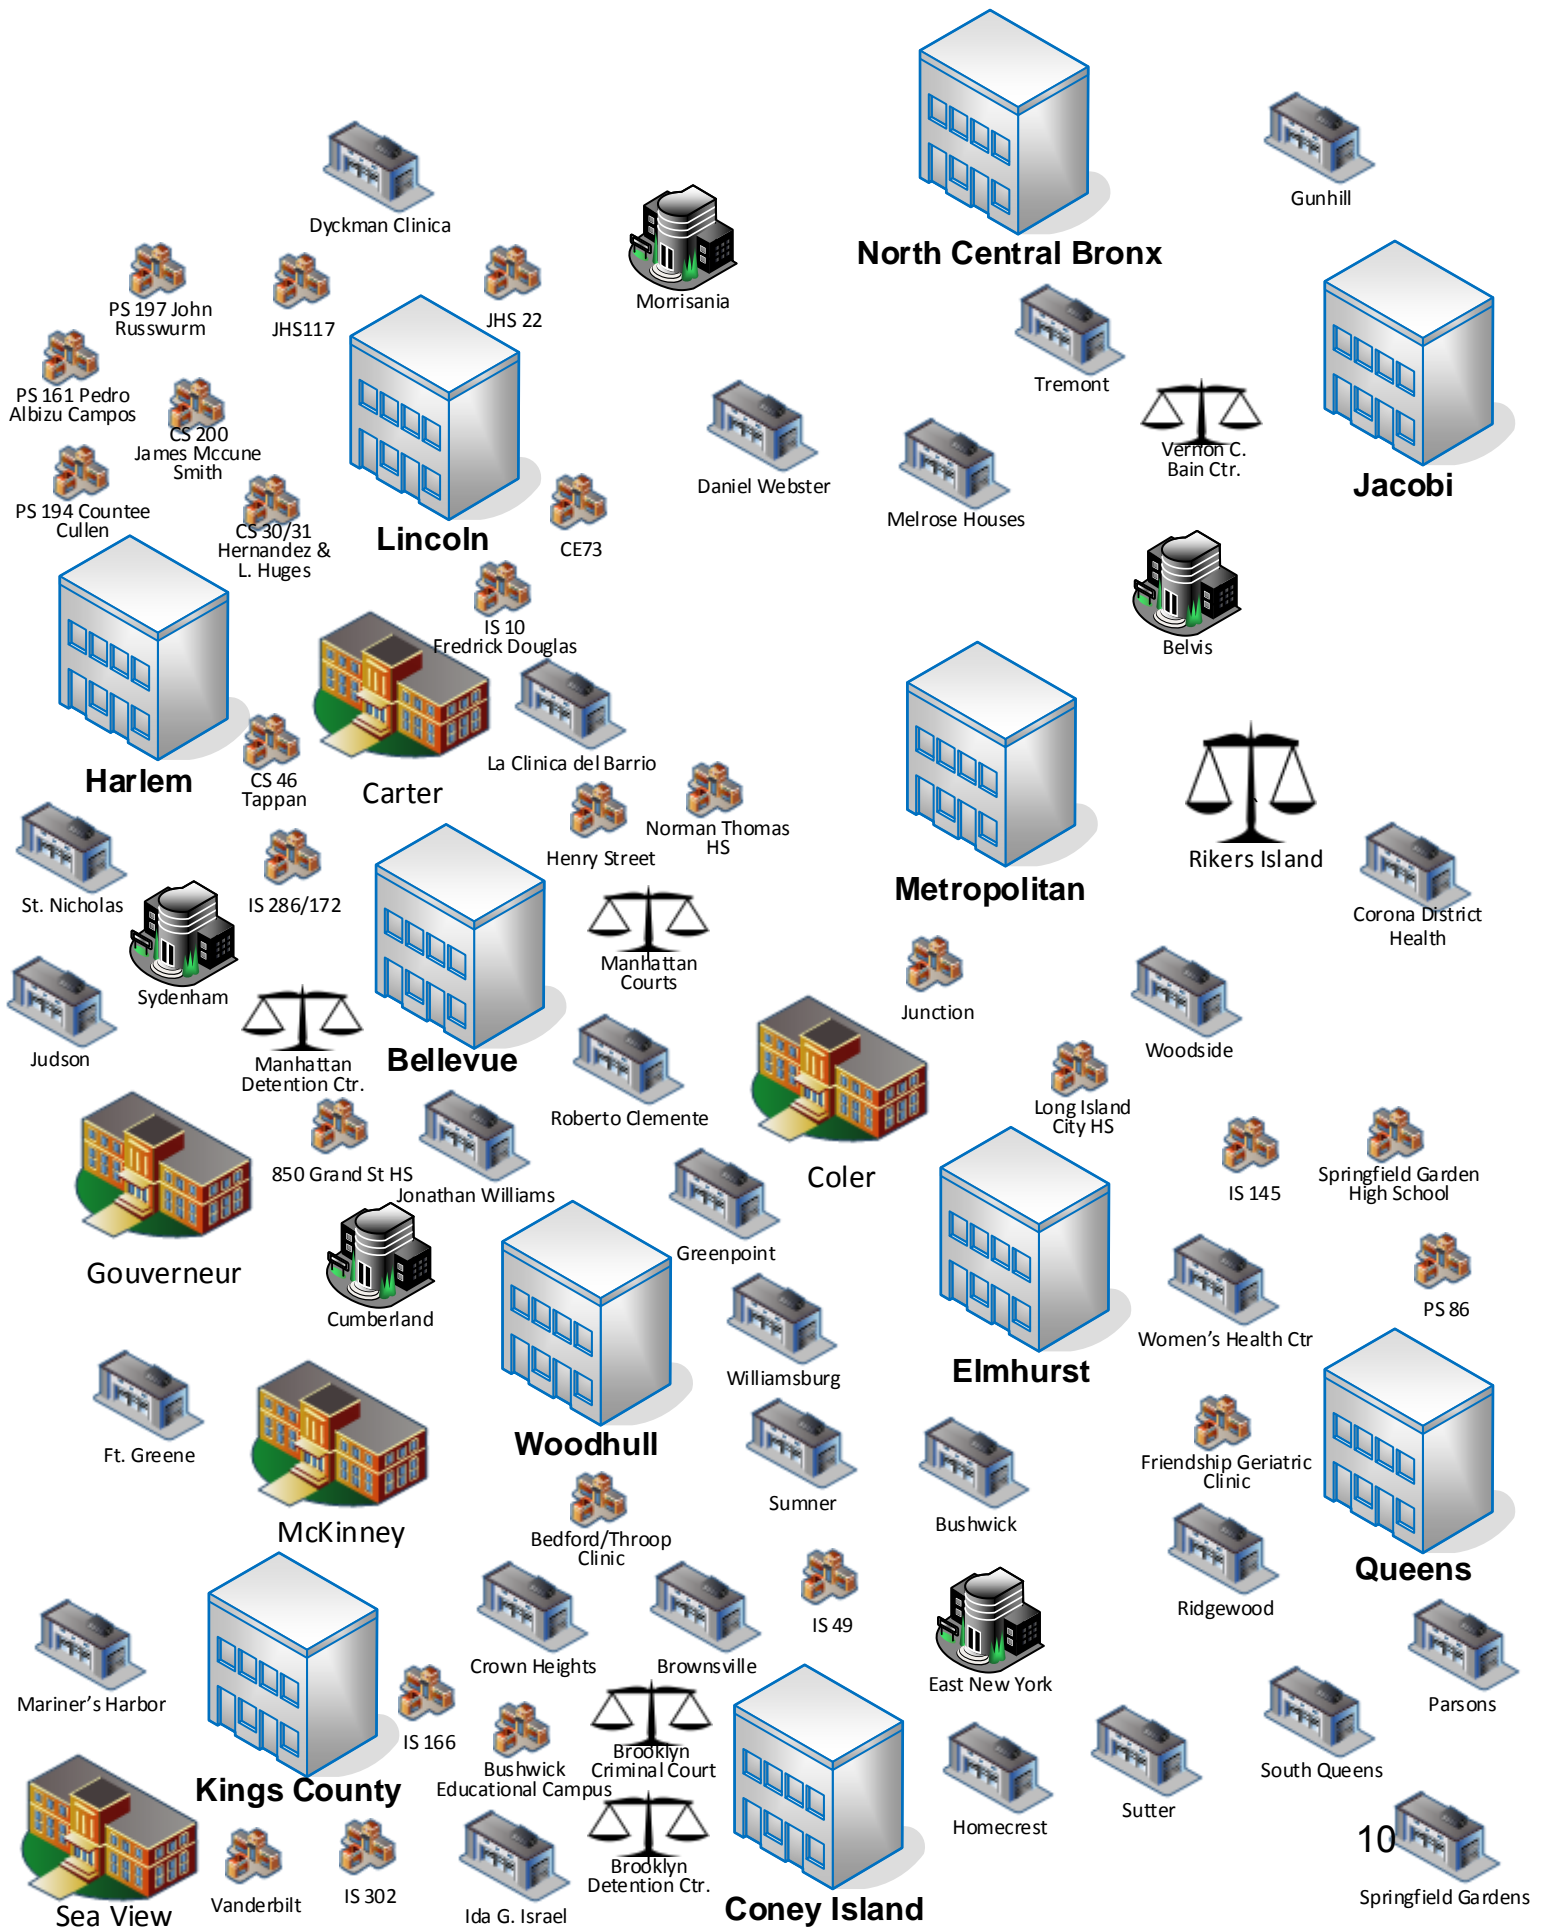 Gunhill
Dyckman Clinica
North Central Bronx
Morrisania
PS 197 John
Russwurm
JHS117
JHS 22
Tremont
PS 161 Pedro
Albizu Campos
CS 200
James Mccune
Smith
Vernon C.
Bain Ctr.
Jacobi
Daniel Webster
Melrose Houses
PS 194 Countee
Cullen
CS 30/31
Hernandez &
L. Huges
Lincoln
CE73
IS 10
Fredrick Douglas
Belvis
La Clinica del Barrio
Harlem
CS 46
Tappan
Carter
Henry Street
Norman Thomas
HS
Metropolitan
Rikers Island
St. Nicholas
IS 286/172
Corona District
Health
Manhattan
Courts
Sydenham
Junction
Judson
Manhattan
Detention Ctr.
Bellevue
Woodside
Roberto Clemente
Long Island
City HS
850 Grand St HS
Jonathan Williams
Coler
IS 145
Springfield Garden
High School
Gouverneur
Greenpoint
Cumberland
PS 86
Women's Health Ctr
Williamsburg
Elmhurst
Ft. Greene
Woodhull
Friendship Geriatric
Clinic
Sumner
Bushwick
McKinney
Bedford/Throop
Clinic
Queens
Ridgewood
IS 49
Crown Heights
Brownsville
East New York
Mariner's Harbor
Parsons
IS 166
Bushwick
Educational Campus
Brooklyn
Criminal Court
South Queens
Kings County
Homecrest
Sutter
10
Brooklyn
Detention Ctr.
Vanderbilt
IS 302
Springfield Gardens
Sea View
Ida G. Israel
Coney Island